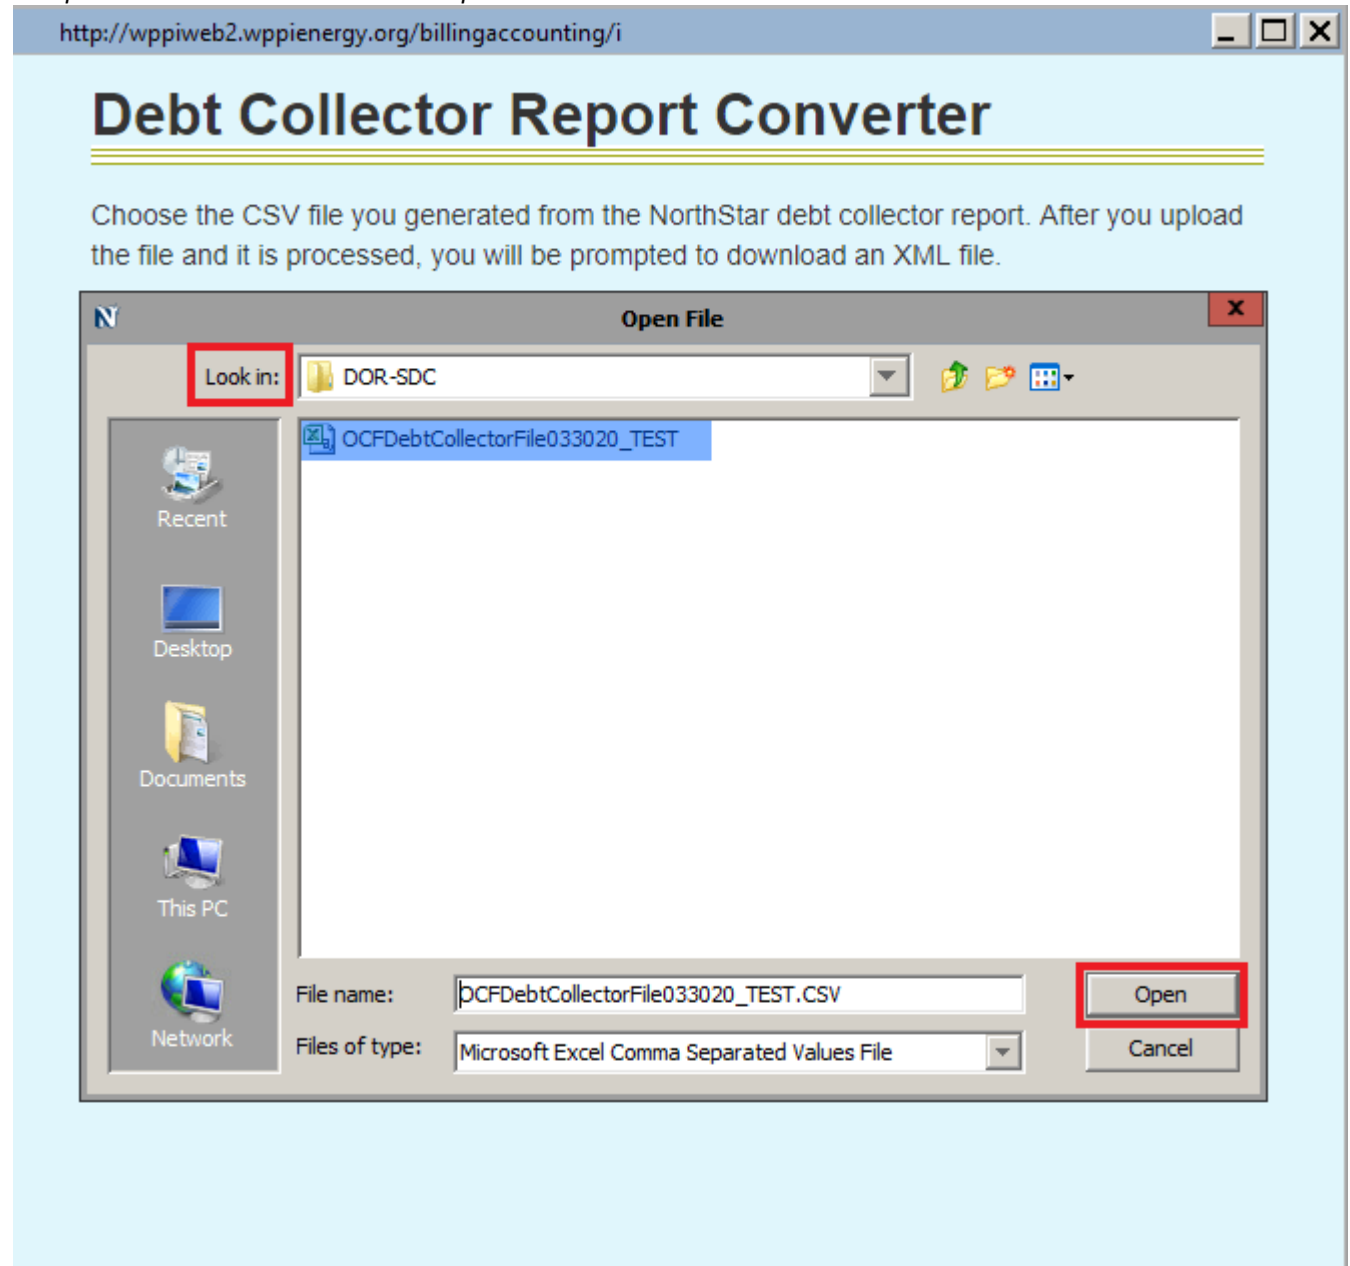 http://wppiweb2.wppienergy.org/billingaccounting/i
Debt Collector Report Converter
Choose the CSV file you generated from the NorthStar debt collector report. After you upload
the file and it is processed, you will be prompted to download an XML file.
Open File
Look in:
DOR-SDC
OCFDebtCollectorFile033020_TEST
Recent
Desktop
Documents
This PC
Network
File name:
OCFDebtCollectorFile033020_TEST.CSV
Open
Files of type:
Microsoft Excel Comma Separated Values File
Cancel